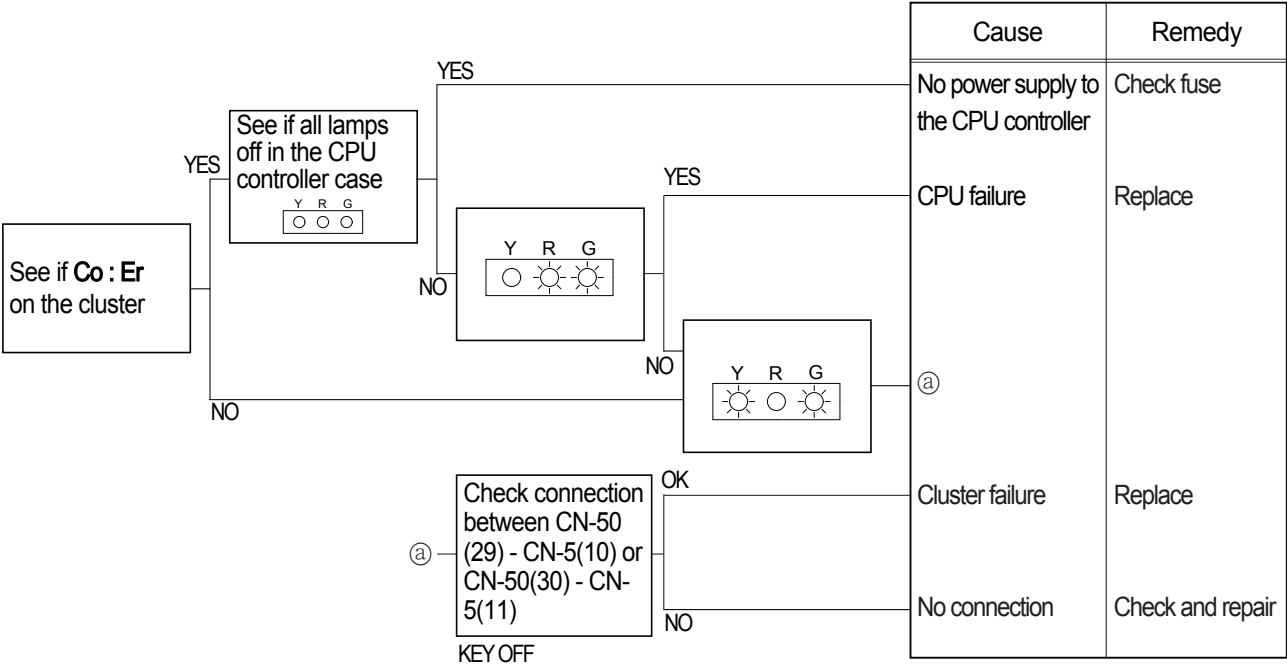 Cause
Remedy
YES
No power supply to
the CPU controller
Check fuse
See if all lamps
off in the CPU
controller case
Y R G
YES
YES
CPU failure
Replace
See if Co : Er
on the cluster
Y R G
NO
NO
Y R G
ⓐ
NO
Check connection
between CN-50
(29) - CN-5(10) or
CN-50(30) - CN-
5(11)
ⓐ
OK
Cluster failure
Replace
NO
No connection
Check and repair
KEY OFF